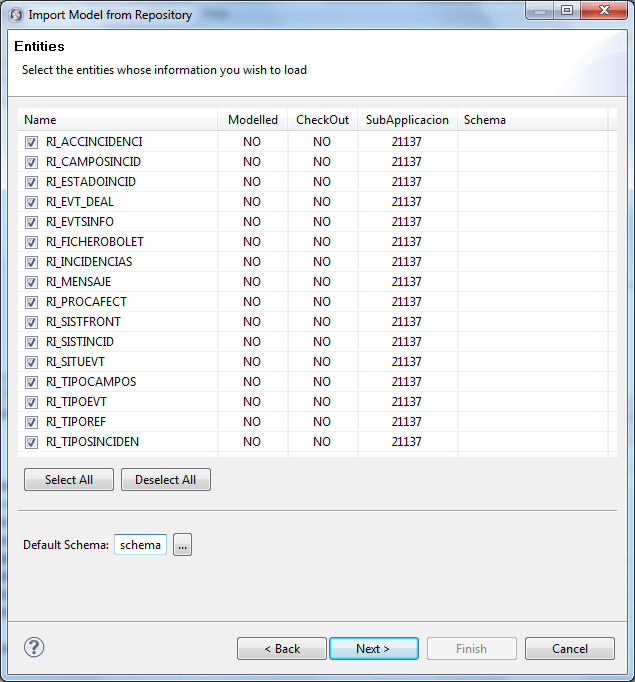 Import Model from Repository
Entities
Select the entities whose information you wish to load
Name Modelled CheckOut SubApplicacion Schema
RI_ACCINCIDENCI NO NO 21137
RI_CAMPOSINCID NO NO 21137
RI_ESTADOINCID NO NO 21137
RI_EVT_DEAL NO NO 21137
RI_EVTSINFO NO NO 21137
RI_FICHEROBOLET NO NO 21137
RI_INCIDENCIAS NO NO 21137
RI_MENSAJE NO NO 21137
RI_PROCAFECT NO NO 21137
RI_SISTFRONT NO NO 21137
RI_SISTINCID NO NO 21137
RI_SITUEVT NO NO 21137
RI_TIPOCAMPOS NO NO 21137
RI_TIPOEVT NO NO 21137
RI_TIPOREF NO NO 21137
RI_TIPOSINCIDEN NO NO 21137
Select All Deselect All
Default Schema: schema ...
? < Back Next > Finish Cancel